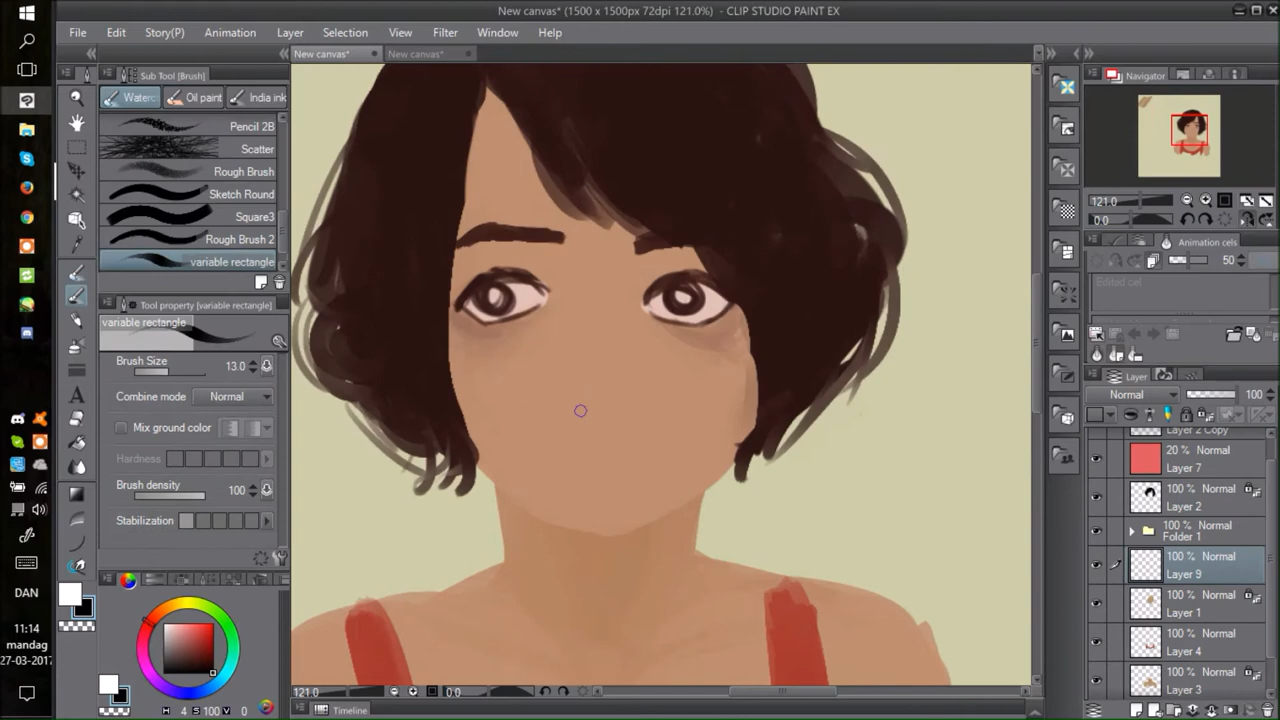 New canvas* (1500 x 1500px 72dpi 121.0%) - CLIP STUDIO PAINT EX
File Edit Story(P) Animation Layer Selection View Filter Window Help
New canvas* New canvas*
Sub Tool [Brush]
Waterc Oil paint India ink
Pencil 2B
Scatter
Rough Brush
Sketch Round
Square3
Rough Brush 2
variable rectangle
Tool property [variable rectangle]
variable rectangle
Brush Size 13.0
Combine mode Normal
Mix ground color
Hardness
Brush density 100
Stabilization
H 4 S 100 V 0
Navigator
121.0
0.0
Animation cels
50
Edited cel
Layer
Normal 100
Layer 2 Copy
20 % Normal
Layer 7
100 % Normal
Layer 2
100 % Normal
Folder 1
100 % Normal
Layer 9
100 % Normal
Layer 1
100 % Normal
Layer 4
100 % Normal
Layer 3
121.0 0.0
Timeline
DAN
11:14
mandag
27-03-2017